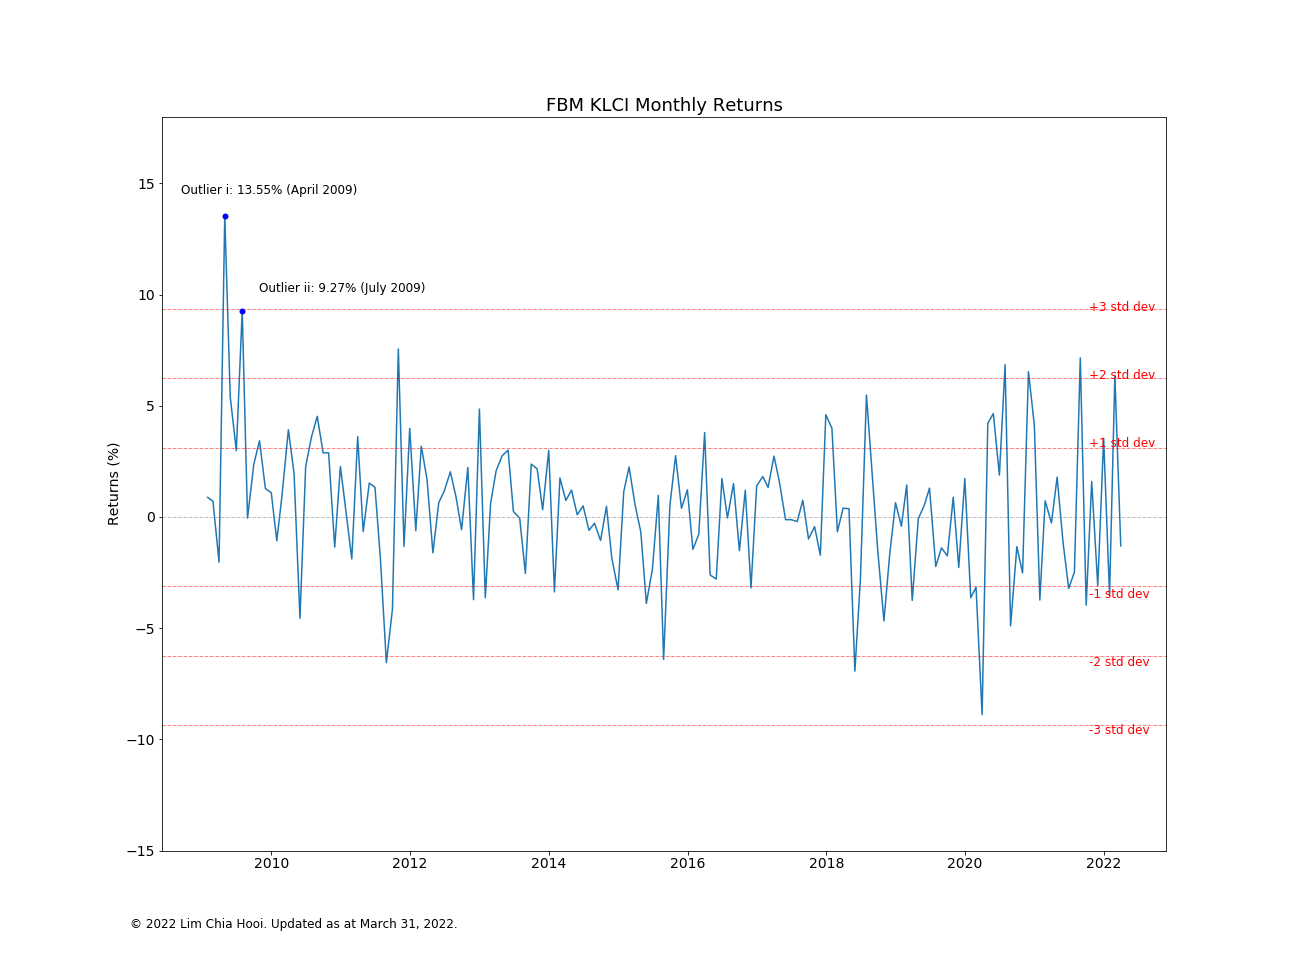 FBM KLCI Monthly Returns
Outlier i: 13.55% (April 2009)
Outlier ii: 9.27% (July 2009)
+3 std dev
+2 std dev
+1 std dev
-1 std dev
-2 std dev
-3 std dev
Returns (%)
15
10
5
0
−5
−10
−15
2010
2012
2014
2016
2018
2020
2022
© 2022 Lim Chia Hooi. Updated as at March 31, 2022.